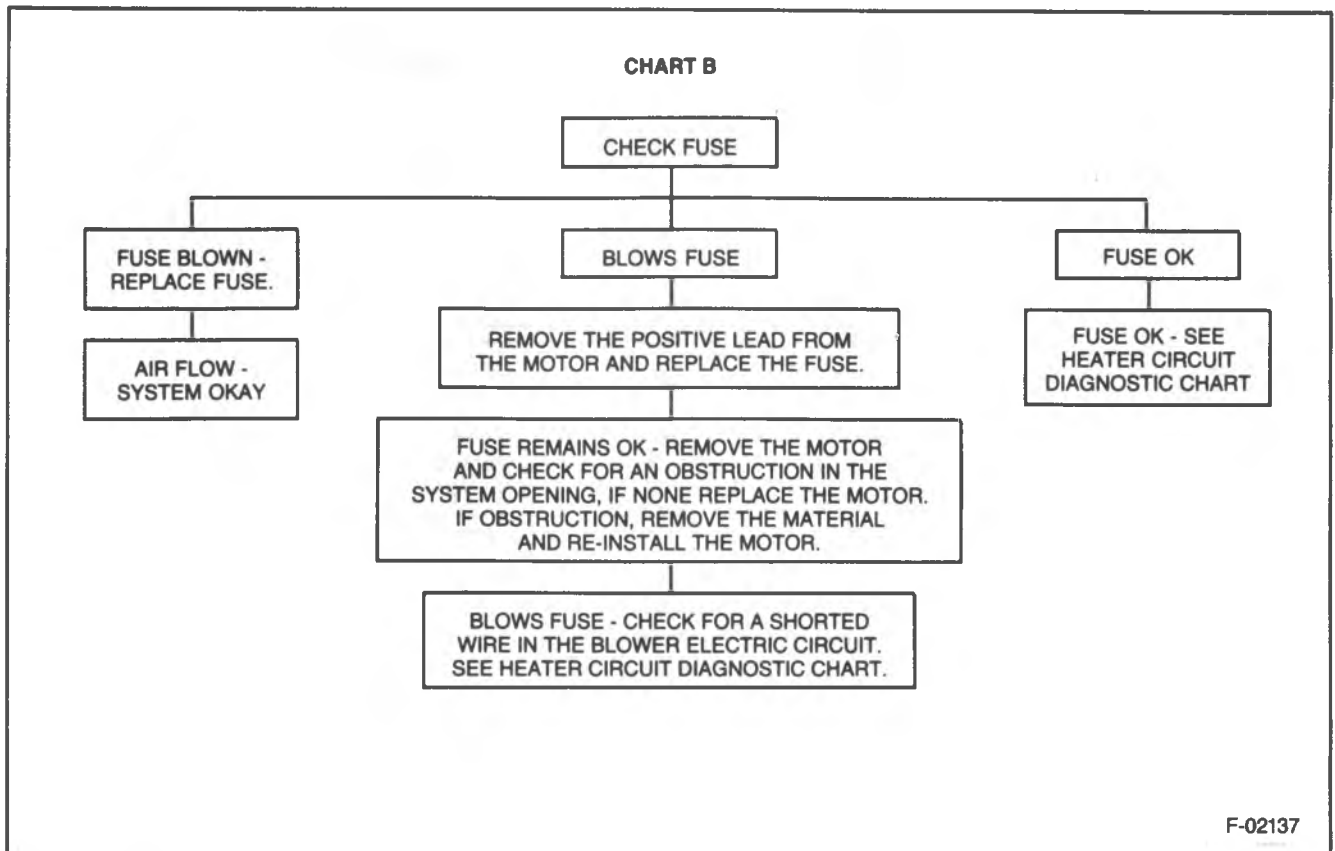 CHART B
CHECK FUSE
FUSE BLOWN -
REPLACE FUSE.
AIR FLOW -
SYSTEM OKAY
BLOWS FUSE
REMOVE THE POSITIVE LEAD FROM
THE MOTOR AND REPLACE THE FUSE.
FUSE REMAINS OK - REMOVE THE MOTOR
AND CHECK FOR AN OBSTRUCTION IN THE
SYSTEM OPENING, IF NONE REPLACE THE MOTOR.
IF OBSTRUCTION, REMOVE THE MATERIAL
AND RE-INSTALL THE MOTOR.
BLOWS FUSE - CHECK FOR A SHORTED
WIRE IN THE BLOWER ELECTRIC CIRCUIT.
SEE HEATER CIRCUIT DIAGNOSTIC CHART.
FUSE OK
FUSE OK - SEE
HEATER CIRCUIT
DIAGNOSTIC CHART
F-02137